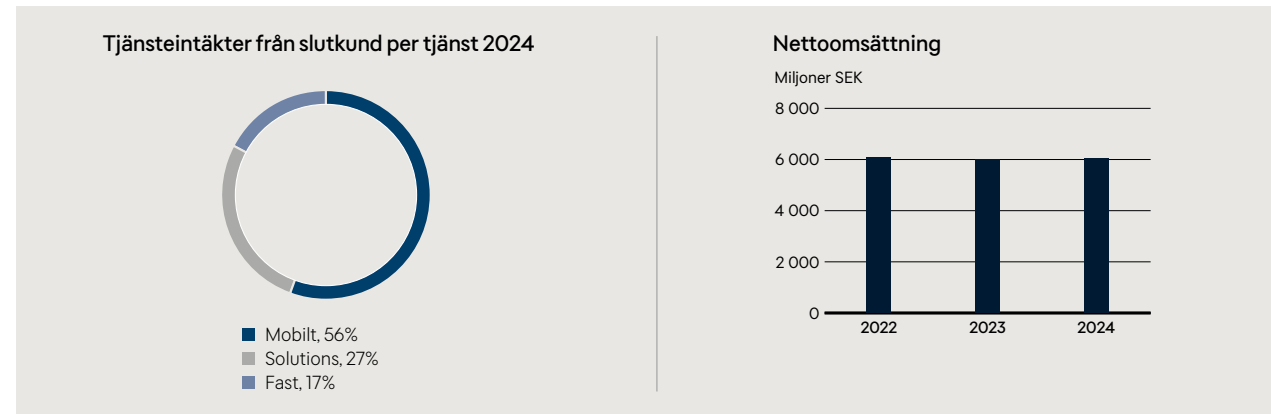 Tjänsteintäkter från slutkund per tjänst 2024
Mobilt, 56%
Solutions, 27%
Fast, 17%
Nettoomsättning
Miljoner SEK
8 000
6 000
4 000
2 000
0
2022 2023 2024